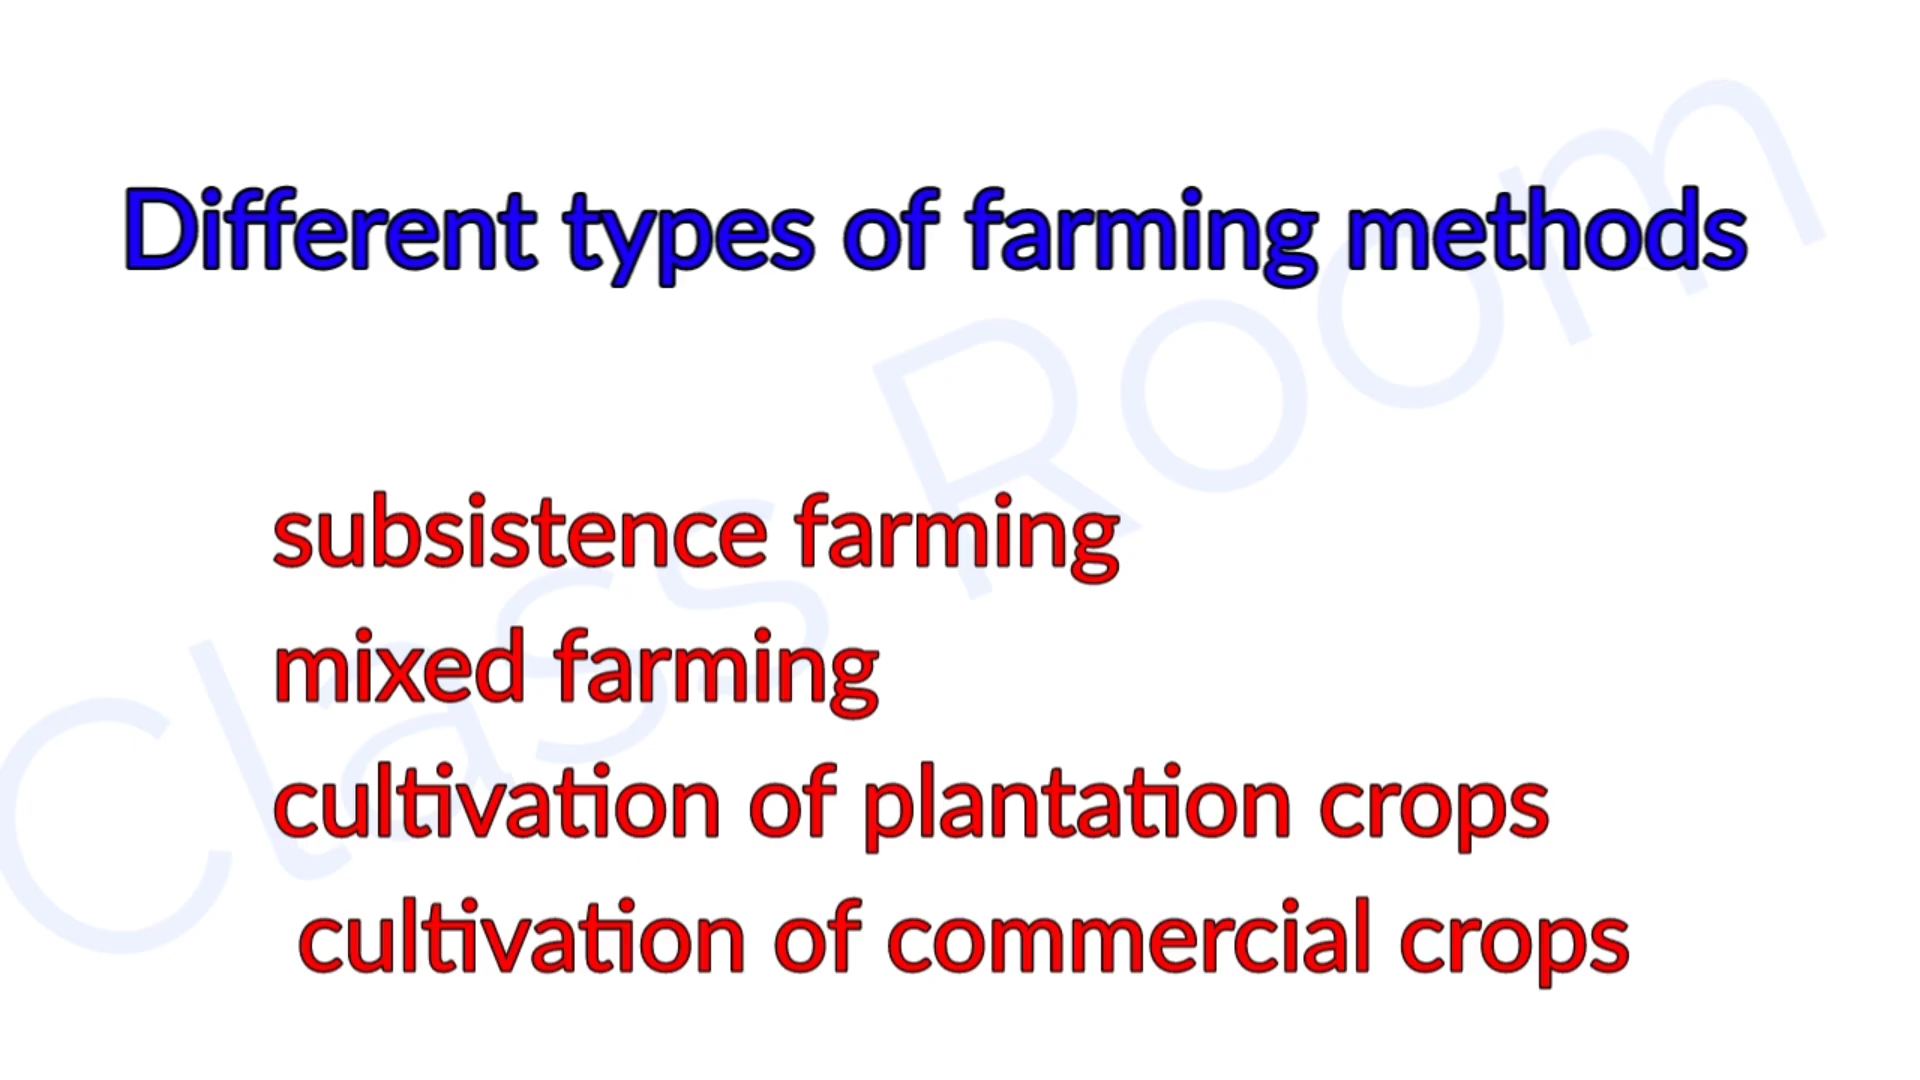 Different types of farming methods
subsistence farming
mixed farming
cultivation of plantation crops
cultivation of commercial crops
Class Room